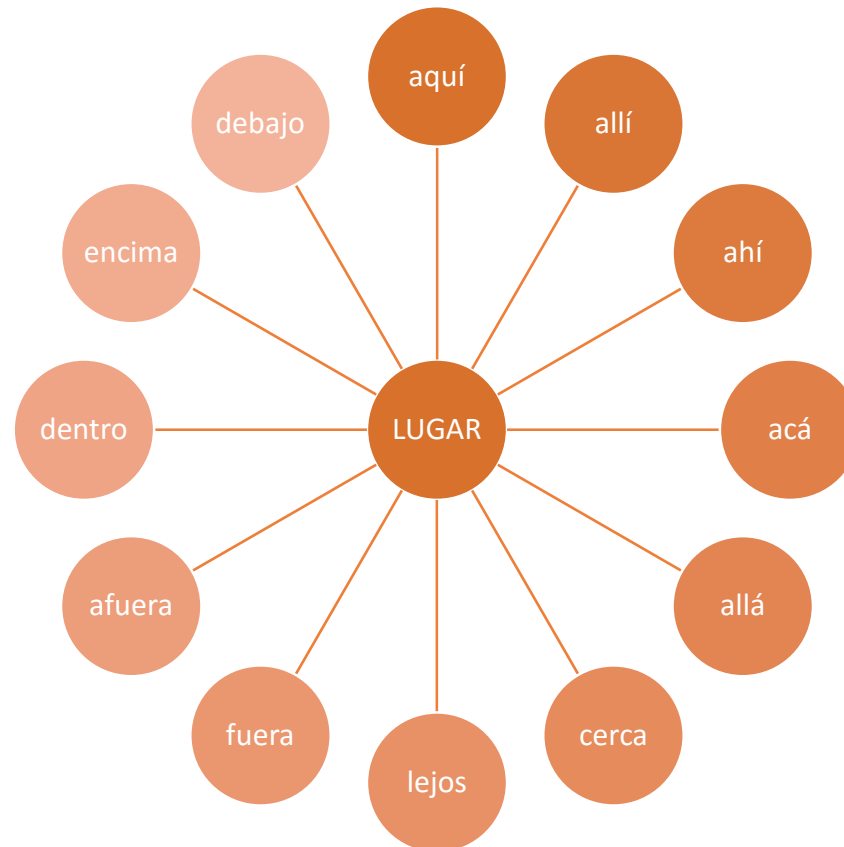 aquí
allí
ahí
acá
allá
cerca
lejos
fuera
afuera
dentro
encima
debajo
LUGAR